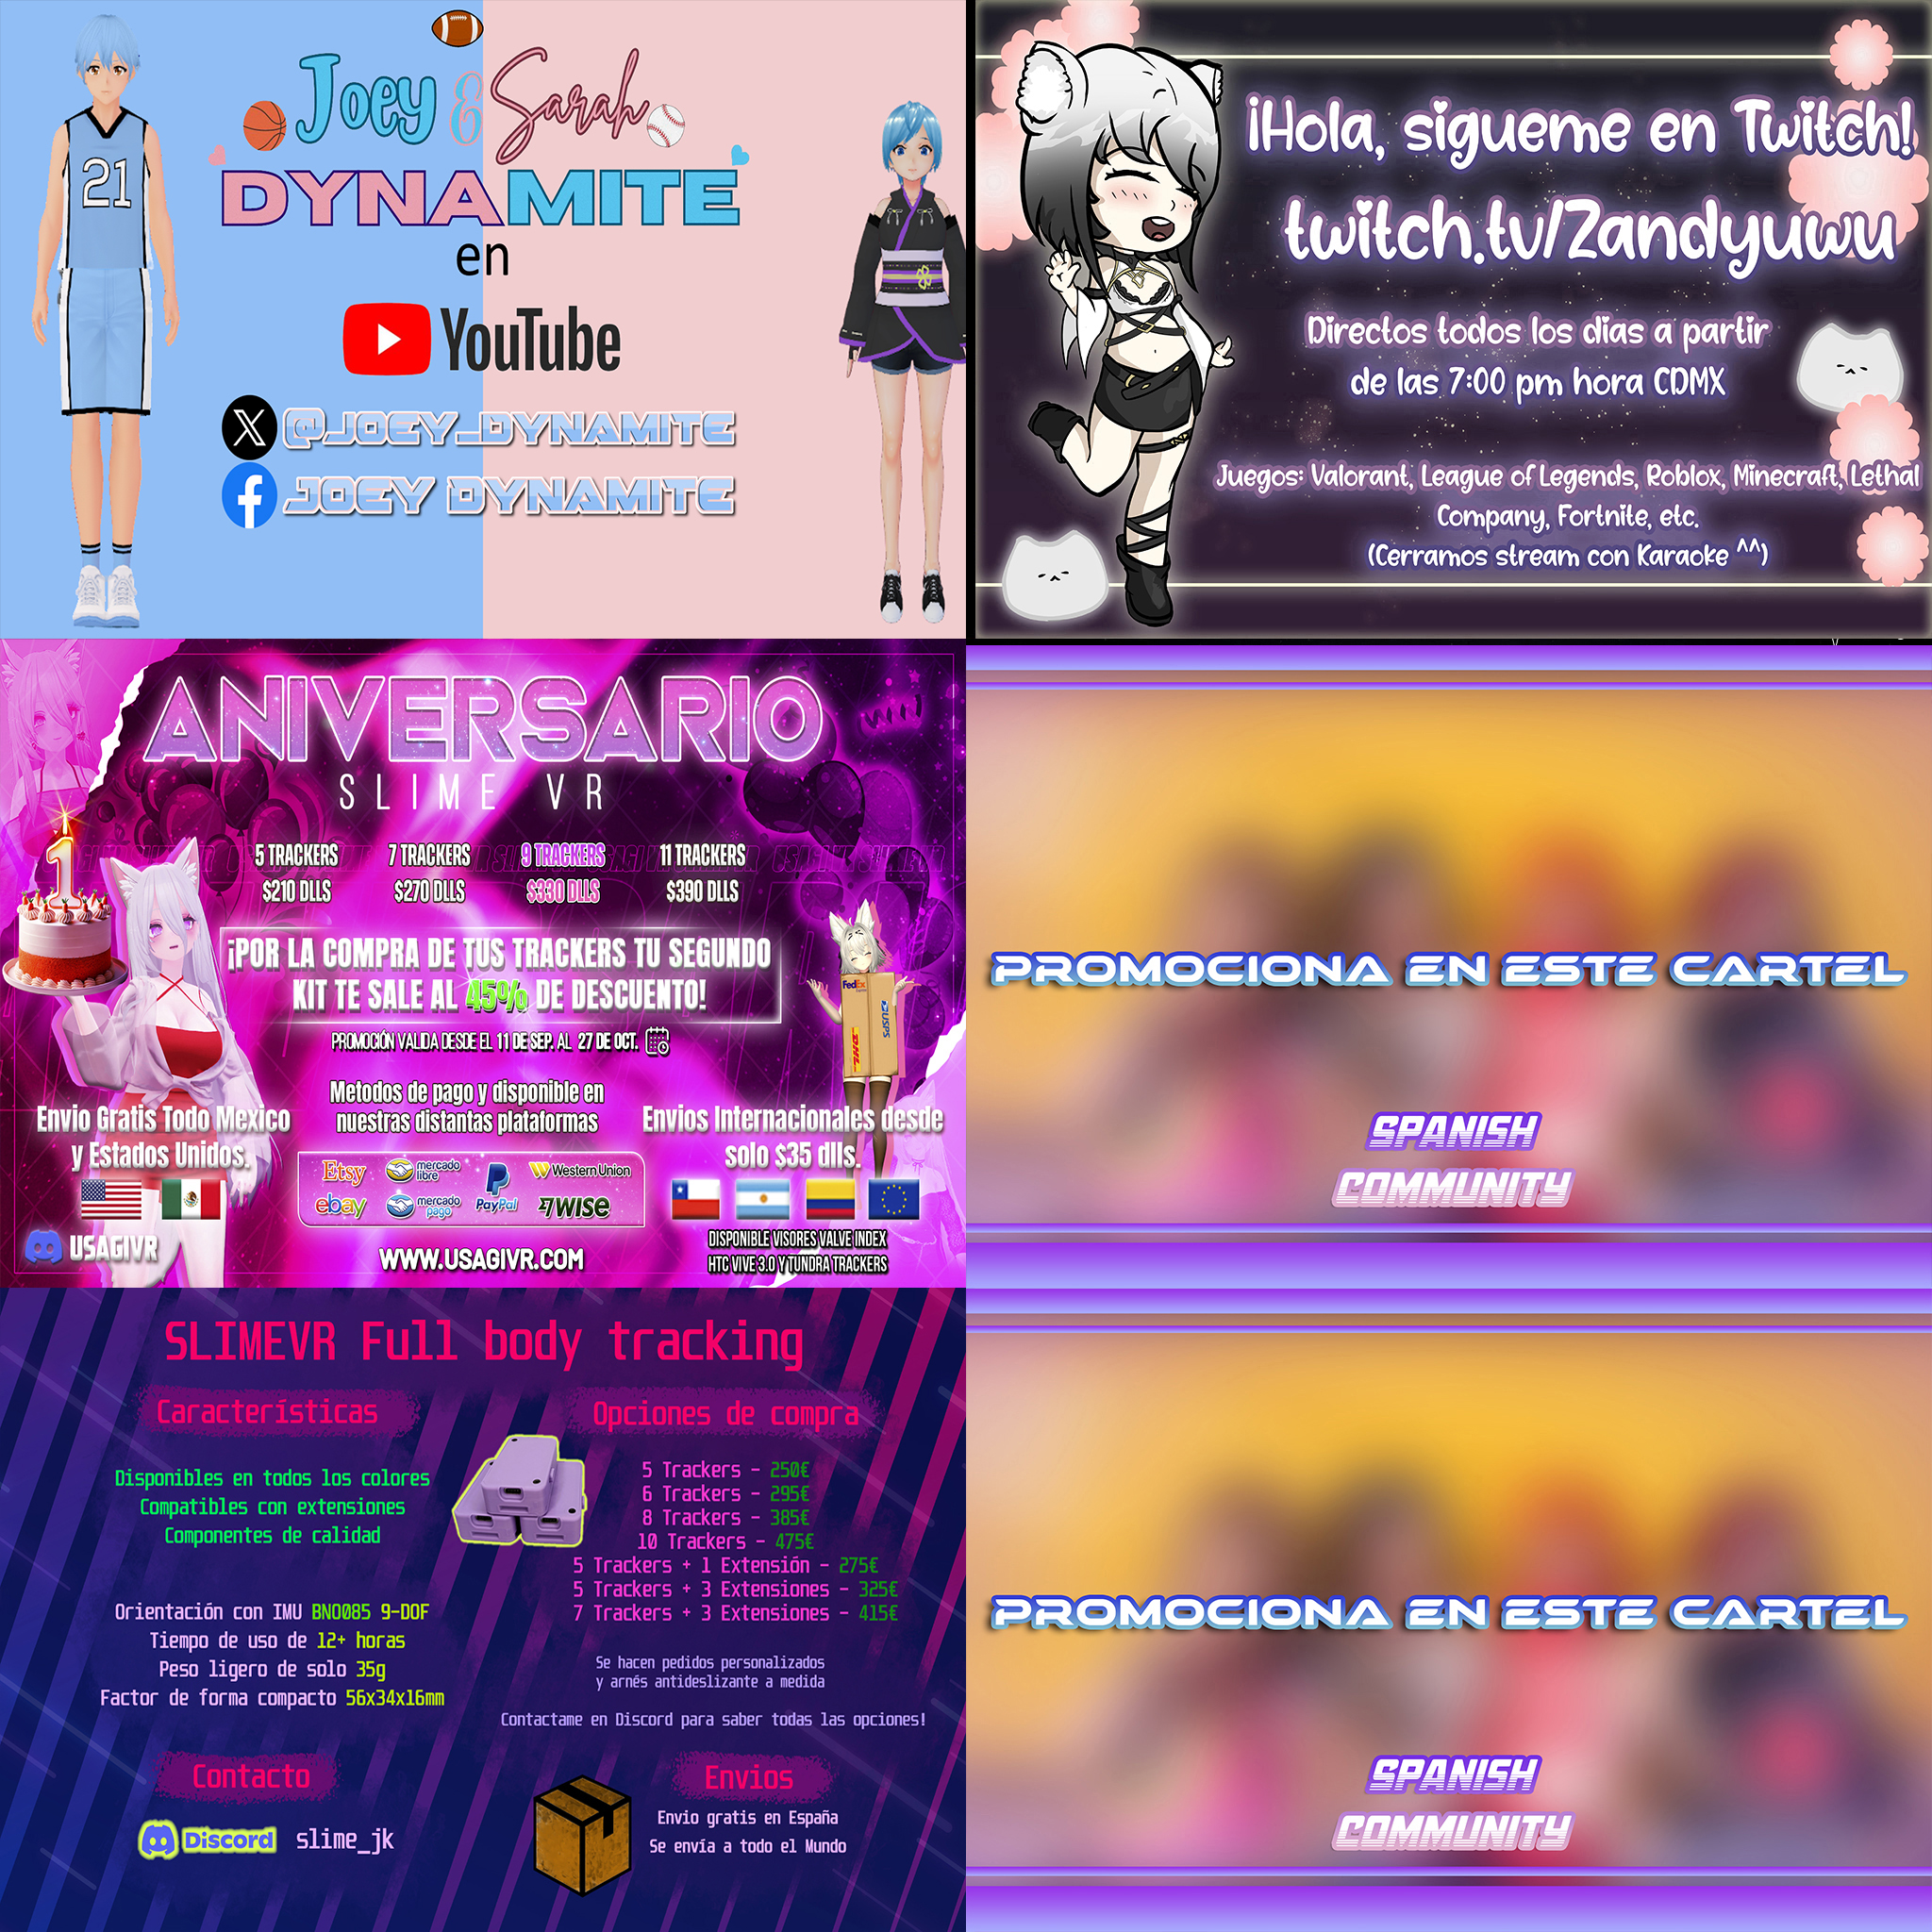 Joey & Sarah
DYNAMITE
en
YouTube
@JOEY_DYNAMITE
JOEY DYNAMITE
21
¡Hola, sigueme en Twitch!
twitch.tv/Zandyuwu
Directos todos los dias a partir
de las 7:00 pm hora CDMX
Juegos: Valorant, League of Legends, Roblox, Minecraft, Lethal
Company, Fortnite, etc.
(Cerramos stream con Karaoke ^^)
ANIVERSARIO
SLIME VR
5 TRACKERS 7 TRACKERS 9 TRACKERS 11 TRACKERS
$210 DLLS $270 DLLS $330 DLLS $390 DLLS
¡POR LA COMPRA DE TUS TRACKERS TU SEGUNDO
KIT TE SALE AL 45% DE DESCUENTO!
PROMOCIÓN VALIDA DESDE EL 11 DE SEP. AL 27 DE OCT.
FedEx
USPS
DHL
Metodos de pago y disponible en
nuestras distantas plataformas
Envio Gratis Todo Mexico
y Estados Unidos.
Envios Internacionales desde
solo $35 dlls.
Etsy mercado libre PayPal WesternUnion
ebay mercado pago WISE
USAGIVR
WWW.USAGIVR.COM
DISPONIBLE VISORES VALVE INDEX
HTC VIVE 3.0 Y TUNDRA TRACKERS
PROMOCIONA EN ESTE CARTEL
SPANISH
COMMUNITY
SLIMEVR Full body tracking
Características
Disponibles en todos los colores
Compatibles con extensiones
Componentes de calidad
Orientación con IMU BNO085 9-DOF
Tiempo de uso de 12+ horas
Peso ligero de solo 35g
Factor de forma compacto 56x34x16mm
Opciones de compra
5 Trackers - 250€
6 Trackers - 295€
8 Trackers - 385€
10 Trackers - 475€
5 Trackers + 1 Extensión - 275€
5 Trackers + 3 Extensiones - 325€
7 Trackers + 3 Extensiones - 415€
Se hacen pedidos personalizados
y arnés antideslizante a medida
Contactame en Discord para saber todas las opciones!
Contacto
Discord slime_jk
Envios
Envio gratis en España
Se envía a todo el Mundo
PROMOCIONA EN ESTE CARTEL
SPANISH
COMMUNITY